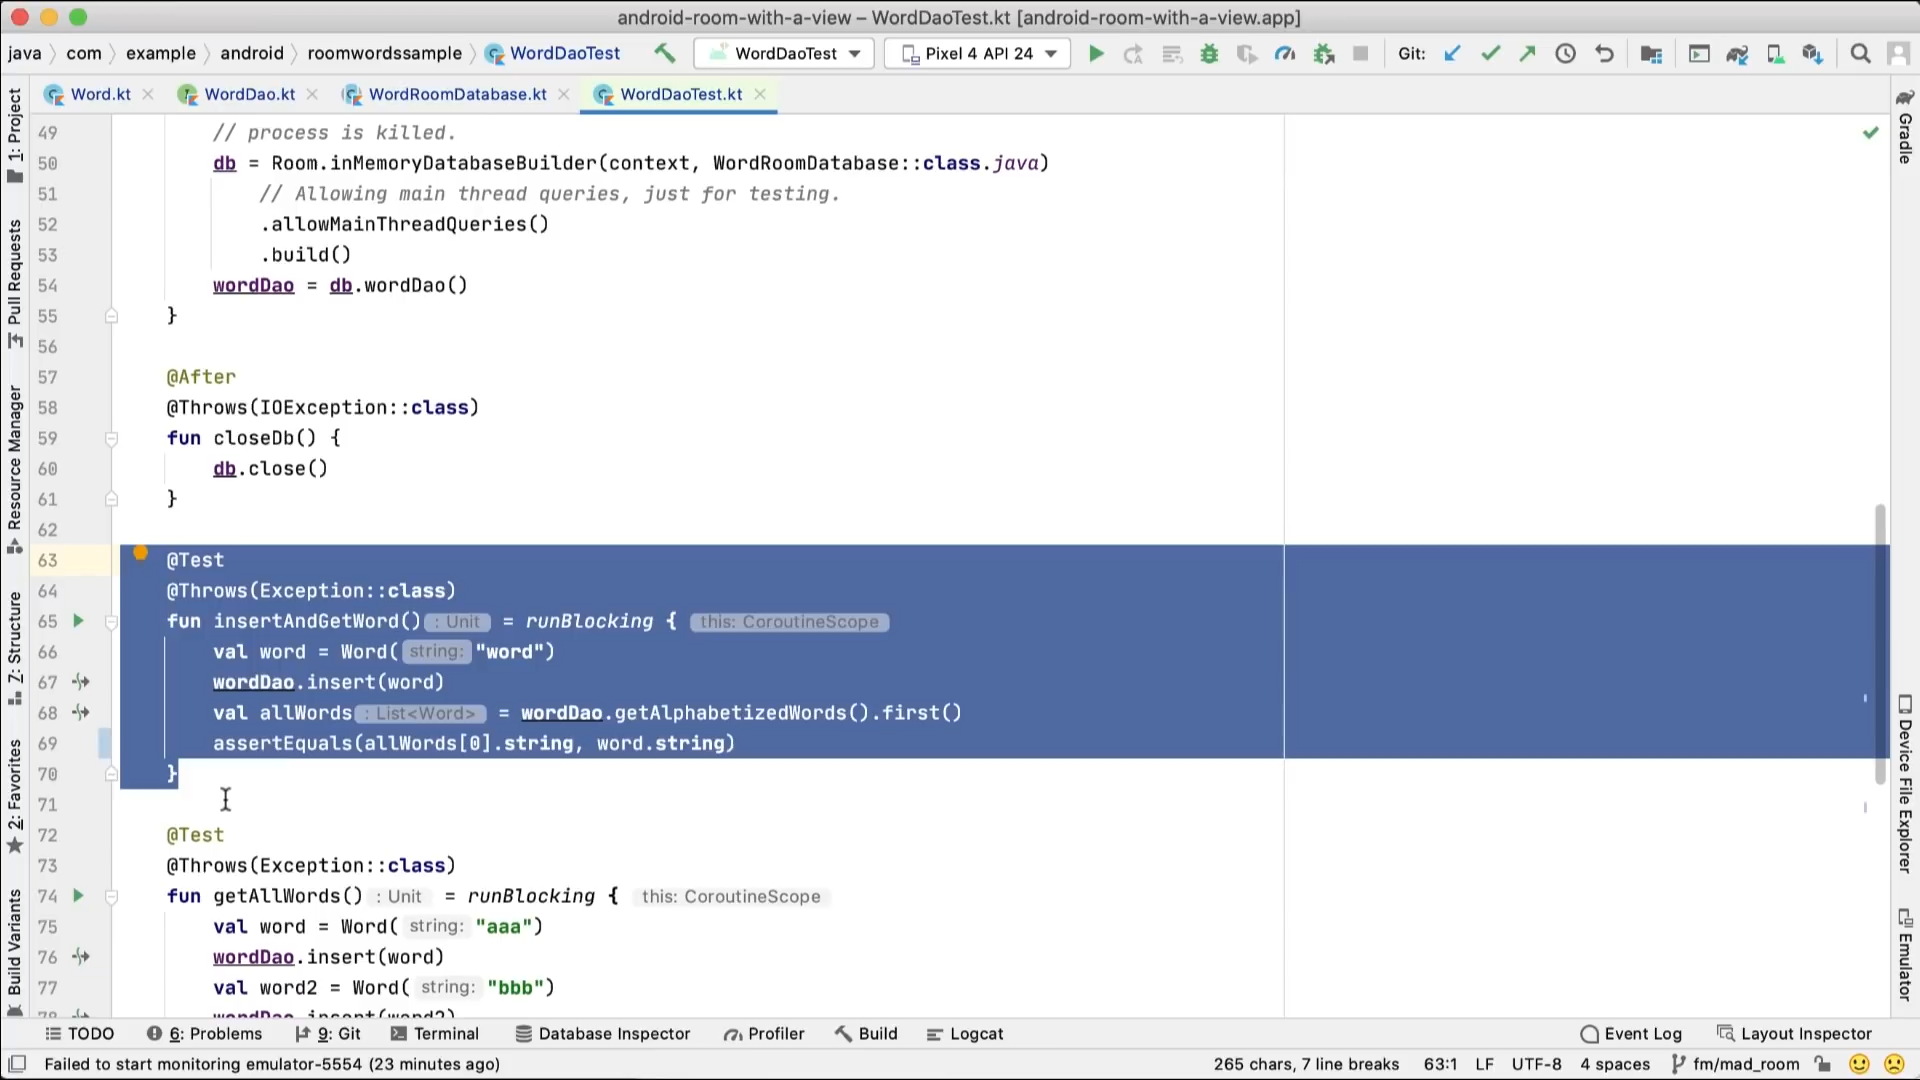 android-room-with-a-view – WordDaoTest.kt [android-room-with-a-view.app]
java com example android roomwordssample WordDaoTest WordDaoTest Pixel 4 API 24 Git:
Word.kt WordDao.kt WordRoomDatabase.kt WordDaoTest.kt
1: Project
Pull Requests
Resource Manager
7: Structure
2: Favorites
Build Variants
49 // process is killed.
50 db = Room.inMemoryDatabaseBuilder(context, WordRoomDatabase::class.java)
51 // Allowing main thread queries, just for testing.
52 .allowMainThreadQueries()
53 .build()
54 wordDao = db.wordDao()
55 }
56
57 @After
58 @Throws(IOException::class)
59 fun closeDb() {
60 db.close()
61 }
62
63 @Test
64 @Throws(Exception::class)
65 fun insertAndGetWord() : Unit = runBlocking { this: CoroutineScope
66 val word = Word( string: "word")
67 wordDao.insert(word)
68 val allWords : List<Word> = wordDao.getAlphabetizedWords().first()
69 assertEquals(allWords[0].string, word.string)
70 }
71
72 @Test
73 @Throws(Exception::class)
74 fun getAllWords() : Unit = runBlocking { this: CoroutineScope
75 val word = Word( string: "aaa")
76 wordDao.insert(word)
77 val word2 = Word( string: "bbb")
78 wordDao.insert(word2)
Gradle
Device File Explorer
Emulator
TODO 6: Problems 9: Git Terminal Database Inspector Profiler Build Logcat Event Log Layout Inspector
Failed to start monitoring emulator-5554 (23 minutes ago) 265 chars, 7 line breaks 63:1 LF UTF-8 4 spaces fm/mad_room